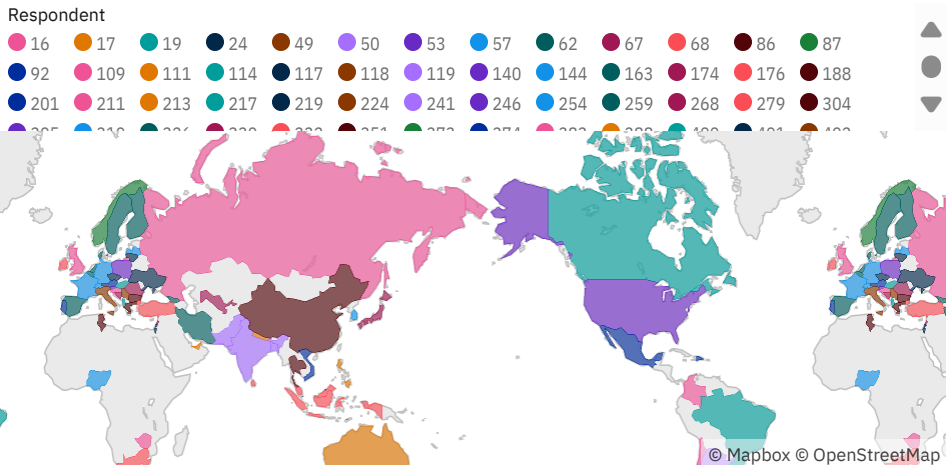 Respondent
16 17 19 24 49 50 53 57 62 67 68 86 87
92 109 111 114 117 118 119 140 144 163 174 176 188
201 211 213 217 219 224 241 246 254 259 268 279 304
© Mapbox © OpenStreetMap